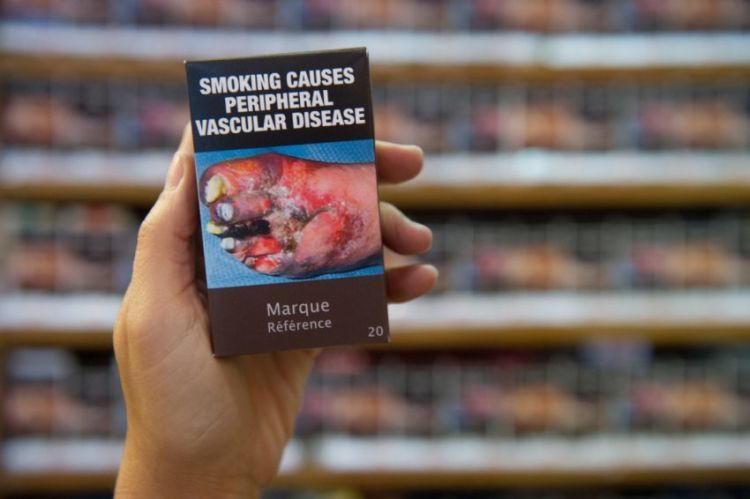 SMOKING CAUSES
PERIPHERAL
VASCULAR DISEASE
Marque
Référence
20